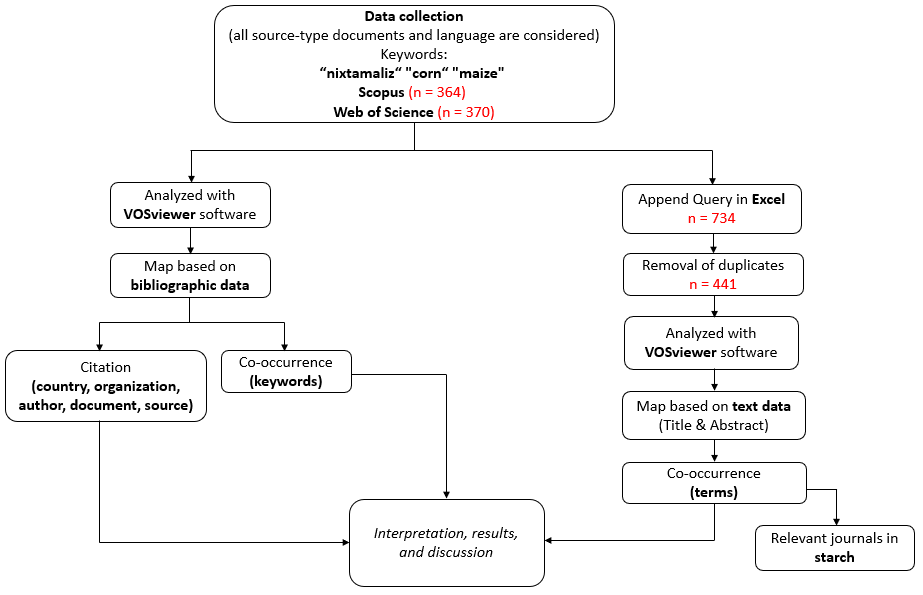 Data collection
(all source-type documents and language are considered)
Keywords:
“nixtamaliz“ "corn“ "maize"
Scopus (n = 364)
Web of Science (n = 370)
Analyzed with
VOSviewer software
Map based on
bibliographic data
Citation
(country, organization,
author, document, source)
Co-occurrence
(keywords)
Append Query in Excel
n = 734
Removal of duplicates
n = 441
Analyzed with
VOSviewer software
Map based on text data
(Title & Abstract)
Co-occurrence
(terms)
Relevant journals in
starch
Interpretation, results,
and discussion